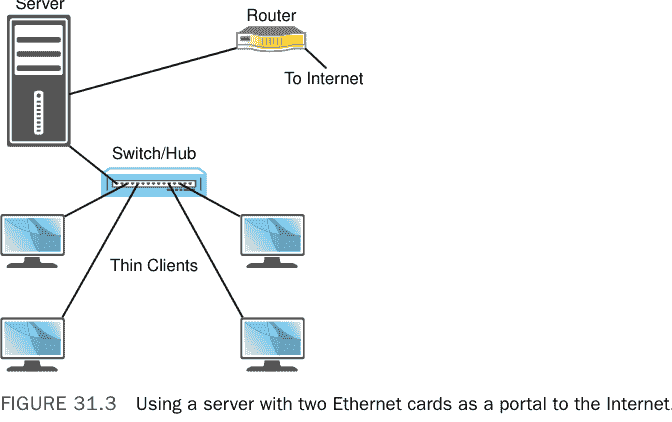 Server
Router
To Internet
Switch/Hub
Thin Clients
FIGURE 31.3 Using a server with two Ethernet cards as a portal to the Internet.